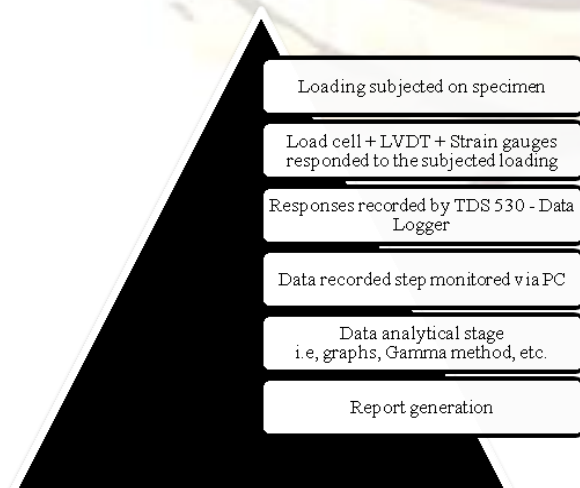 Loading subjected on specimen
Load cell + LVDT + Strain gauges
responded to the subjected loading
Responses recorded by TDS 530 - Data
Logger
Data recorded step monitored via PC
Data analytical stage
i.e, graphs, Gamma method, etc.
Report generation